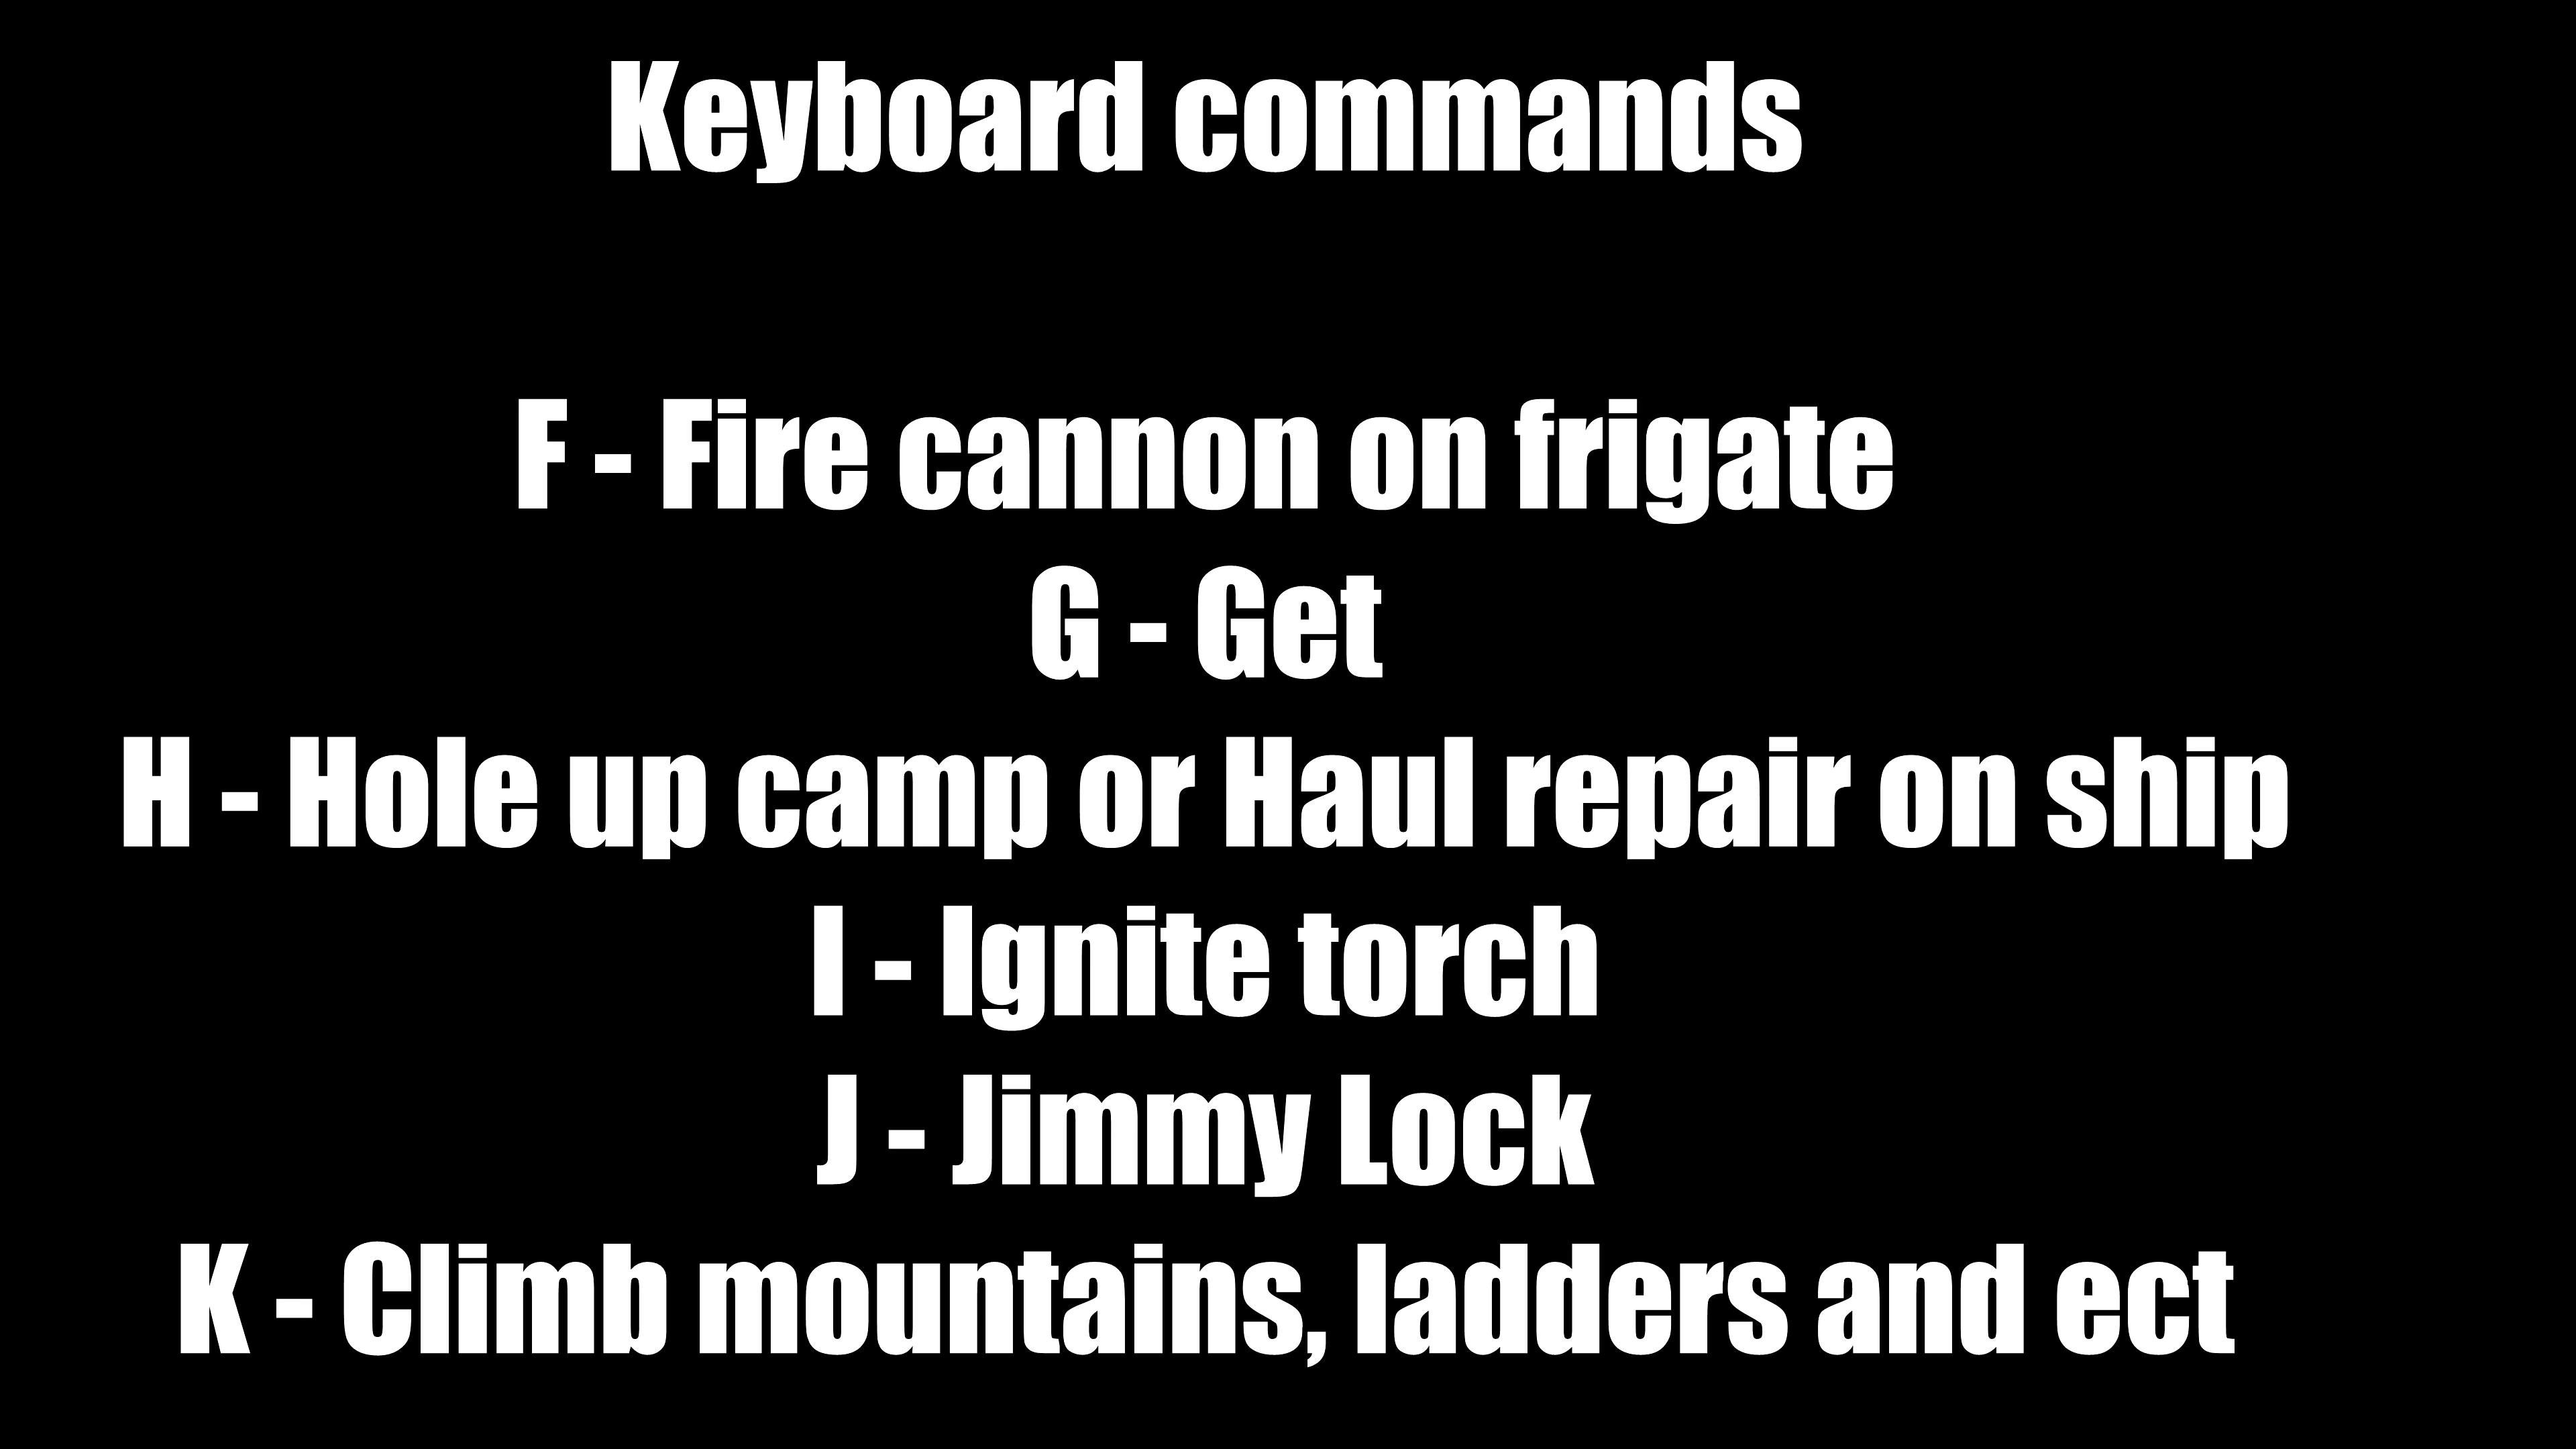 Keyboard commands
F - Fire cannon on frigate
G - Get
H - Hole up camp or Haul repair on ship
I - Ignite torch
J - Jimmy Lock
K - Climb mountains, ladders and ect